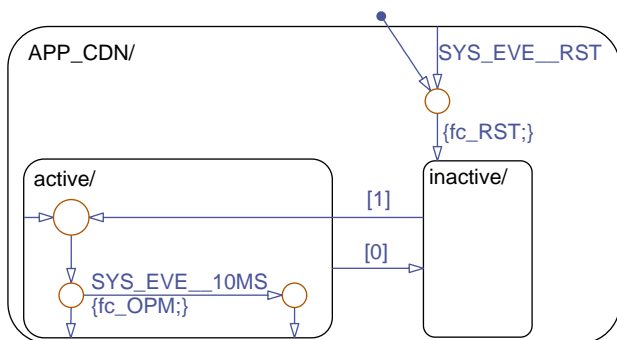 APP_CDN/
SYS_EVE__RST
{fc_RST;}
active/
inactive/
[1]
[0]
SYS_EVE__10MS
{fc_OPM;}